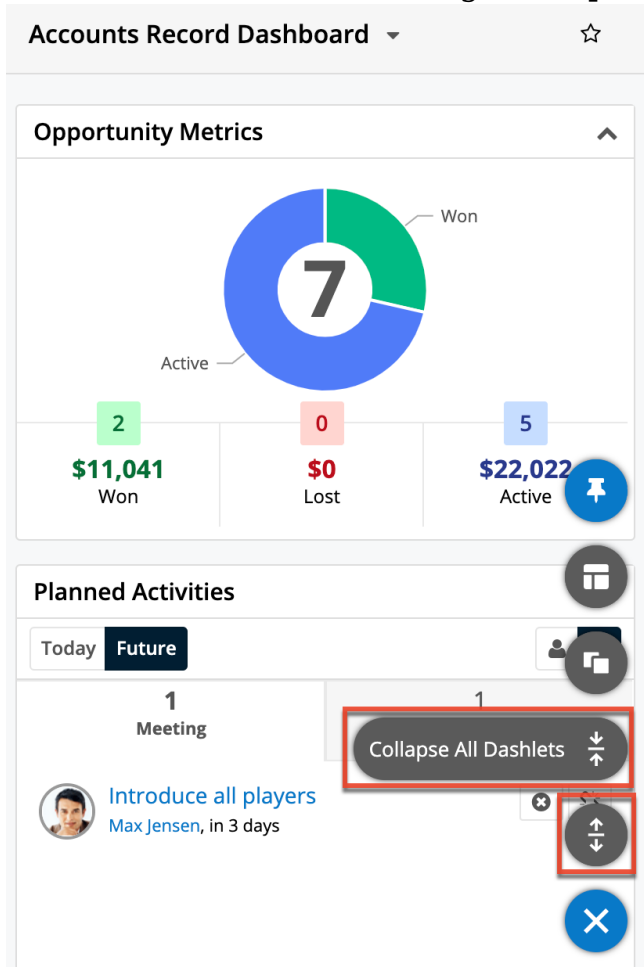 Accounts Record Dashboard
Opportunity Metrics
Won
7
Active
2
0
5
$11,041
$0
$22,022
Won
Lost
Active
Planned Activities
Today
Future
1
1
Meeting
Collapse All Dashlets
Introduce all players
Max Jensen, in 3 days